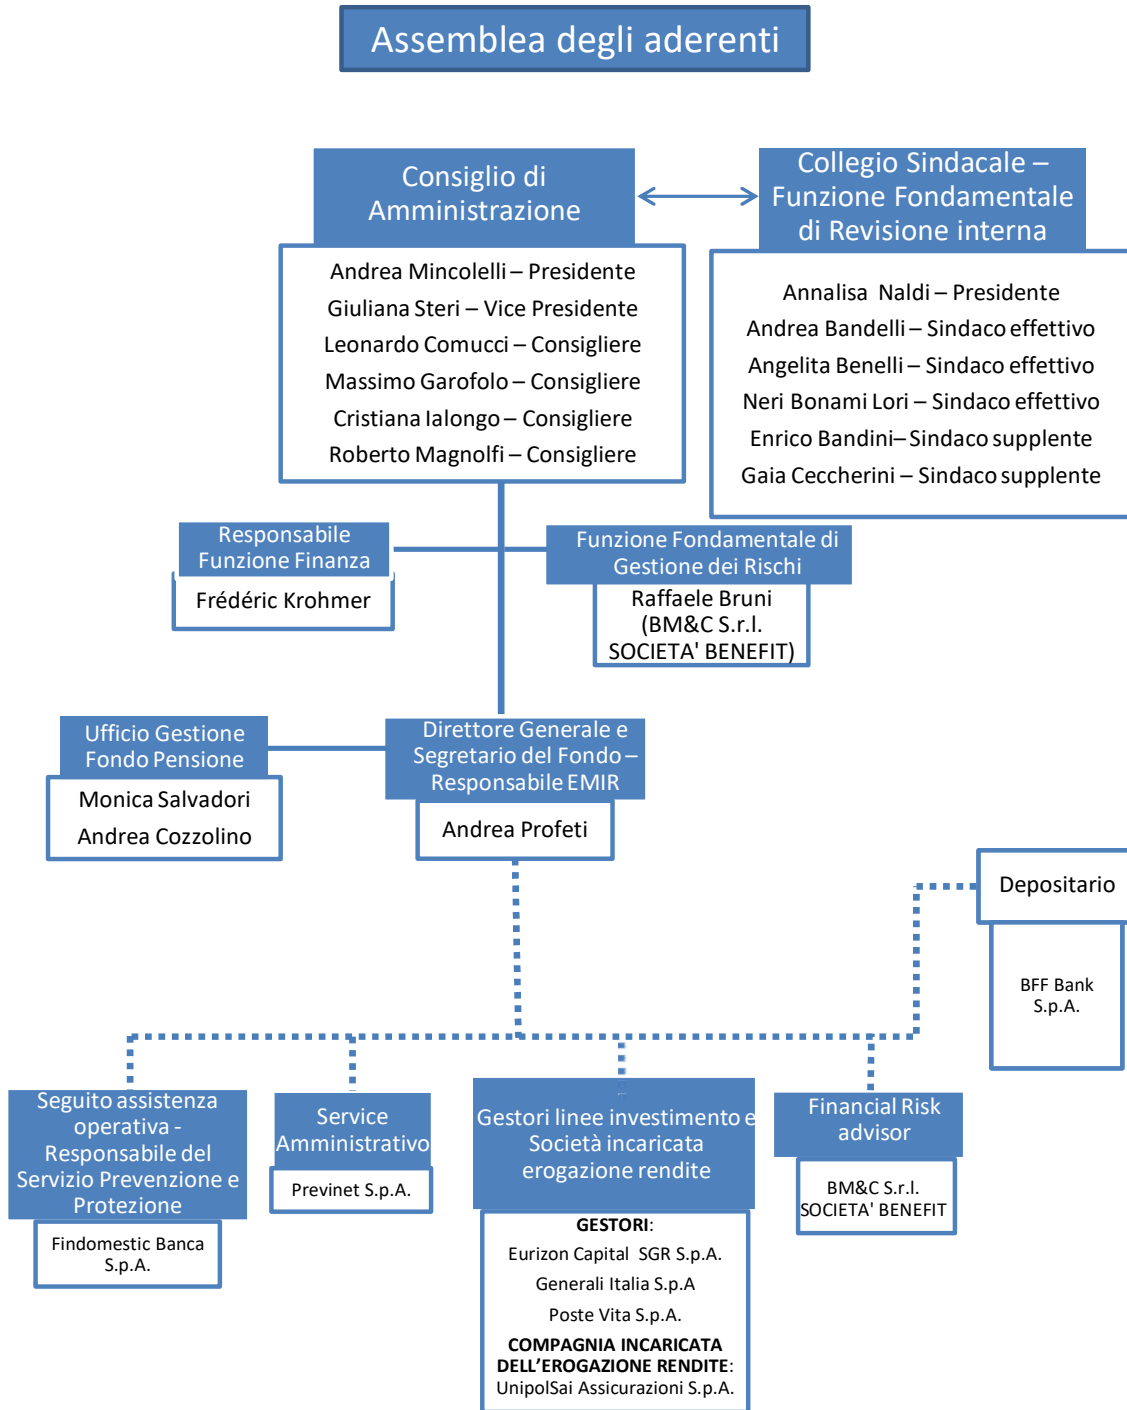 Assemblea degli aderenti
Consiglio di
Amministrazione
Andrea Mincolelli – Presidente
Giuliana Steri – Vice Presidente
Leonardo Comucci – Consigliere
Massimo Garofolo – Consigliere
Cristiana Ialongo – Consigliere
Roberto Magnolfi – Consigliere
Collegio Sindacale –
Funzione Fondamentale
di Revisione interna
Annalisa Naldi – Presidente
Andrea Bandelli – Sindaco effettivo
Angelita Benelli – Sindaco effettivo
Neri Bonami Lori – Sindaco effettivo
Enrico Bandini– Sindaco supplente
Gaia Ceccherini – Sindaco supplente
Responsabile
Funzione Finanza
Frédéric Krohmer
Funzione Fondamentale di
Gestione dei Rischi
Raffaele Bruni
(BM&C S.r.l.
SOCIETA' BENEFIT)
Ufficio Gestione
Fondo Pensione
Monica Salvadori
Andrea Cozzolino
Direttore Generale e
Segretario del Fondo –
Responsabile EMIR
Andrea Profeti
Depositario
BFF Bank
S.p.A.
Seguito assistenza
operativa -
Responsabile del
Servizio Prevenzione e
Protezione
Findomestic Banca
S.p.A.
Service
Amministrativo
Previnet S.p.A.
Gestori linee investimento e
Società incaricata
erogazione rendite
GESTORI:
Eurizon Capital SGR S.p.A.
Generali Italia S.p.A
Poste Vita S.p.A.
COMPAGNIA INCARICATA
DELL'EROGAZIONE RENDITE:
UnipolSai Assicurazioni S.p.A.
Financial Risk
advisor
BM&C S.r.l.
SOCIETA' BENEFIT